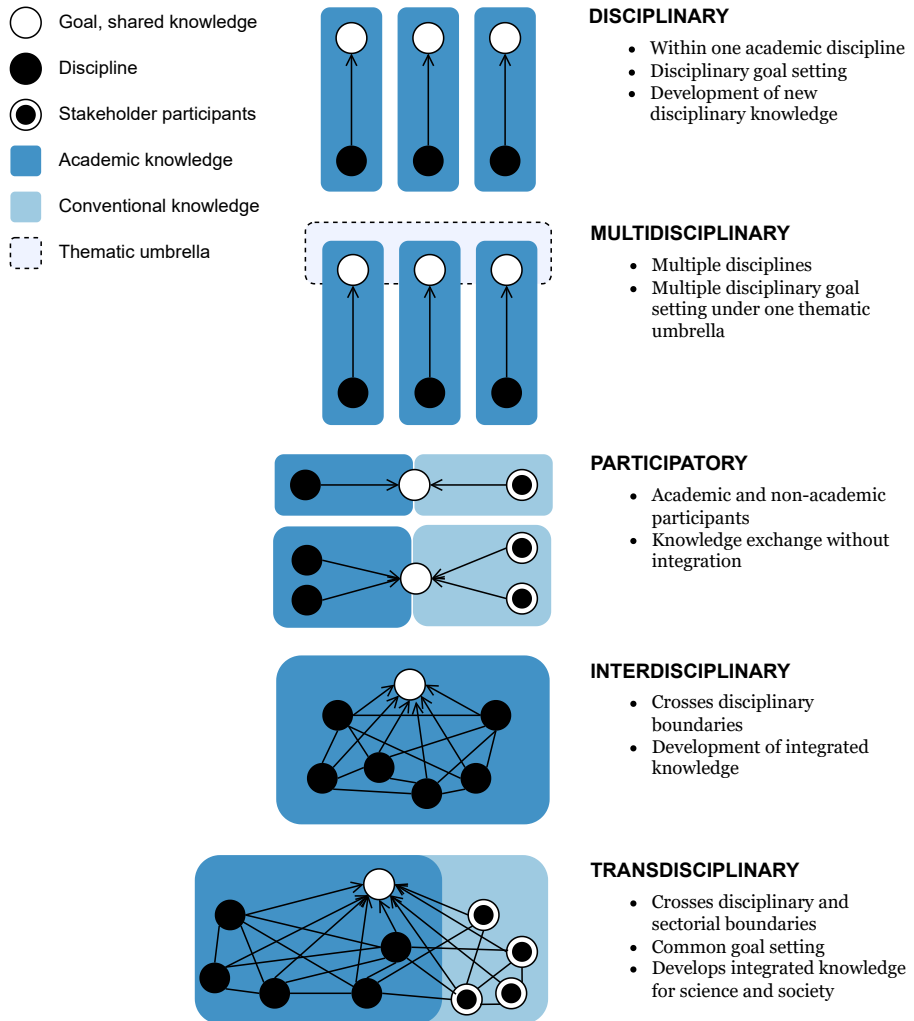 Goal, shared knowledge
Discipline
Stakeholder participants
Academic knowledge
Conventional knowledge
Thematic umbrella
DISCIPLINARY
• Within one academic discipline
• Disciplinary goal setting
• Development of new
disciplinary knowledge
MULTIDISCIPLINARY
• Multiple disciplines
• Multiple disciplinary goal
setting under one thematic
umbrella
PARTICIPATORY
• Academic and non-academic
participants
• Knowledge exchange without
integration
INTERDISCIPLINARY
• Crosses disciplinary
boundaries
• Development of integrated
knowledge
TRANSDISCIPLINARY
• Crosses disciplinary and
sectorial boundaries
• Common goal setting
• Develops integrated knowledge
for science and society